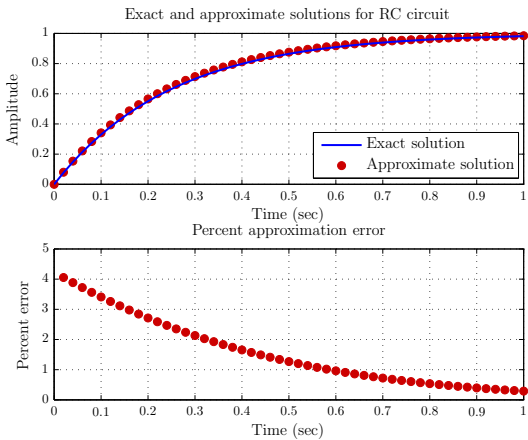 Exact and approximate solutions for RC circuit
1
0.8
0.6
0.4
0.2
0
Amplitude
Exact solution
Approximate solution
0 0.1 0.2 0.3 0.4 0.5 0.6 0.7 0.8 0.9 1
Time (sec)
Percent approximation error
5
4
3
2
1
0
Percent error
0 0.1 0.2 0.3 0.4 0.5 0.6 0.7 0.8 0.9 1
Time (sec)